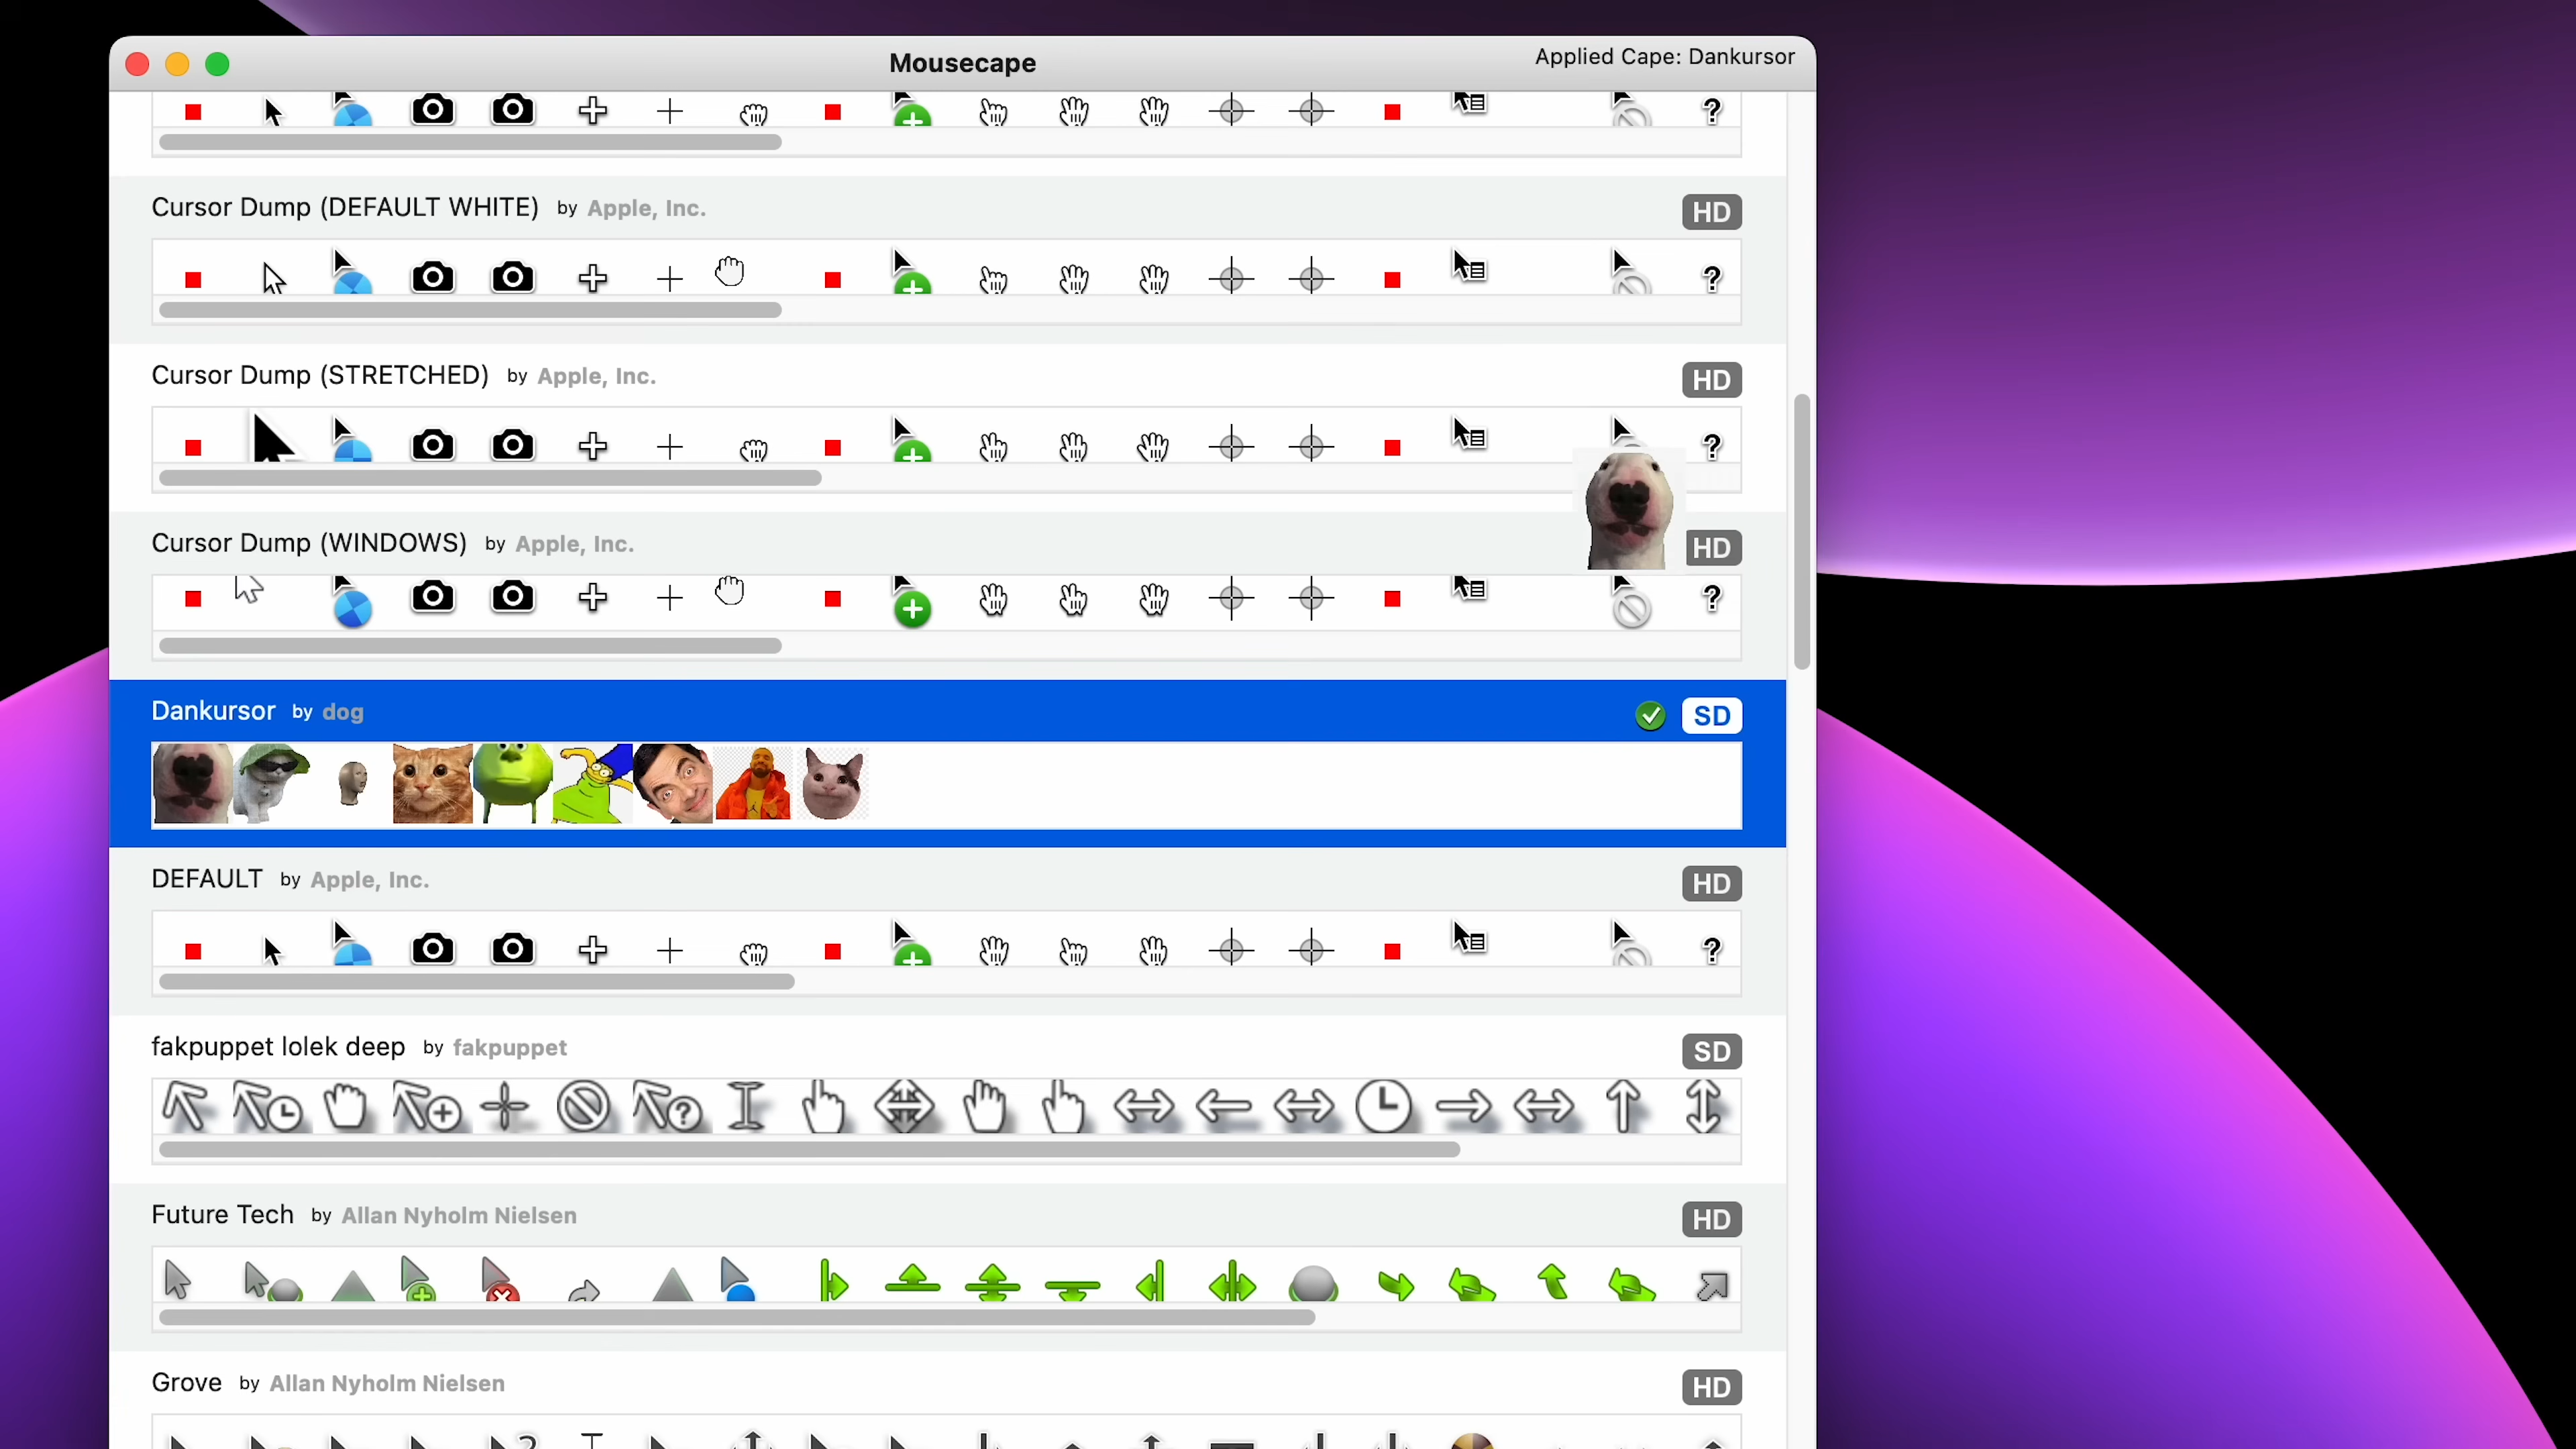 Mousecape
Applied Cape: Dankursor
Cursor Dump (DEFAULT WHITE) by Apple, Inc.
HD
Cursor Dump (STRETCHED) by Apple, Inc.
HD
Cursor Dump (WINDOWS) by Apple, Inc.
HD
Dankursor by dog
SD
DEFAULT by Apple, Inc.
HD
fakpuppet lolek deep by fakpuppet
SD
Future Tech by Allan Nyholm Nielsen
HD
Grove by Allan Nyholm Nielsen
HD